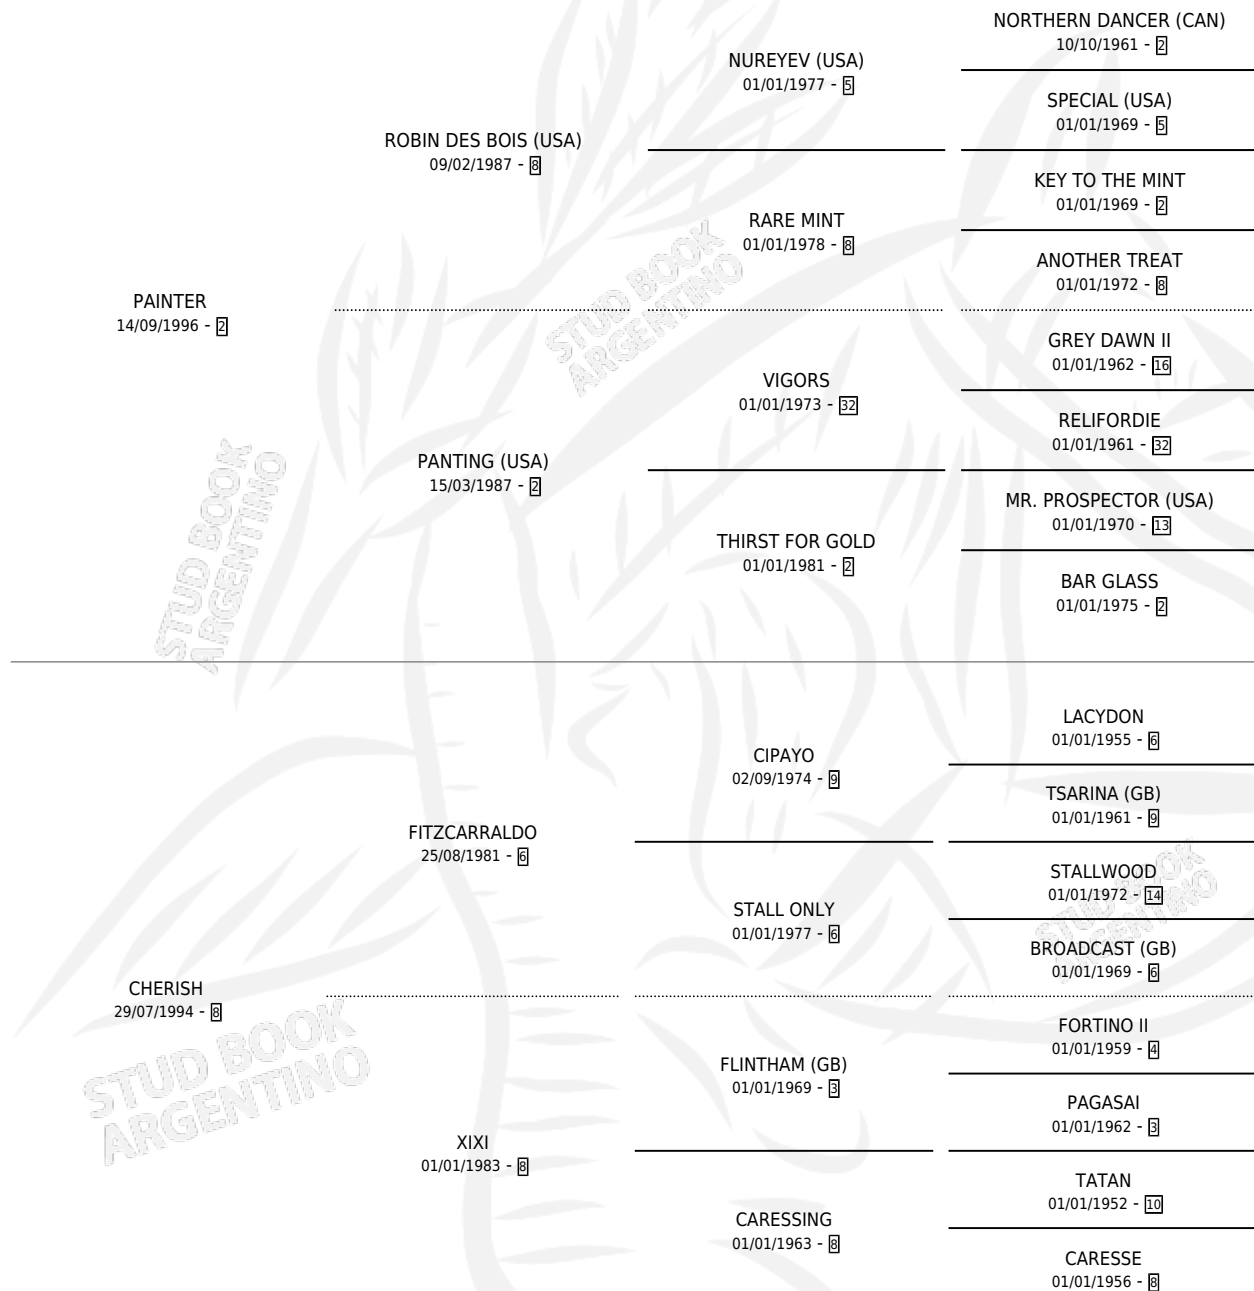 NORTHERN DANCER (CAN)
10/10/1961 - 2
NUREYEV (USA)
01/01/1977 - 5
SPECIAL (USA)
01/01/1969 - 5
ROBIN DES BOIS (USA)
09/02/1987 - 8
KEY TO THE MINT
01/01/1969 - 2
RARE MINT
01/01/1978 - 8
ANOTHER TREAT
01/01/1972 - 8
PAINTER
14/09/1996 - 2
GREY DAWN II
01/01/1962 - 16
VIGORS
01/01/1973 - 32
RELIFORDIE
01/01/1961 - 32
PANTING (USA)
15/03/1987 - 2
MR. PROSPECTOR (USA)
01/01/1970 - 13
THIRST FOR GOLD
01/01/1981 - 2
BAR GLASS
01/01/1975 - 2
LACYDON
01/01/1955 - 6
CIPAYO
02/09/1974 - 9
TSARINA (GB)
01/01/1961 - 9
FITZCARRALDO
25/08/1981 - 6
STALLWOOD
01/01/1972 - 14
STALL ONLY
01/01/1977 - 6
BROADCAST (GB)
01/01/1969 - 6
CHERISH
29/07/1994 - 8
FORTINO II
01/01/1959 - 4
FLINTHAM (GB)
01/01/1969 - 3
PAGASAI
01/01/1962 - 3
XIXI
01/01/1983 - 8
TATAN
01/01/1952 - 10
CARESSING
01/01/1963 - 8
CARESSE
01/01/1956 - 8
STUD BOOK
ARGENTINO
STUD BOOK
ARGENTINO
STUD BOOK
ARGENTINO
STUD BOOK
ARGENTINO